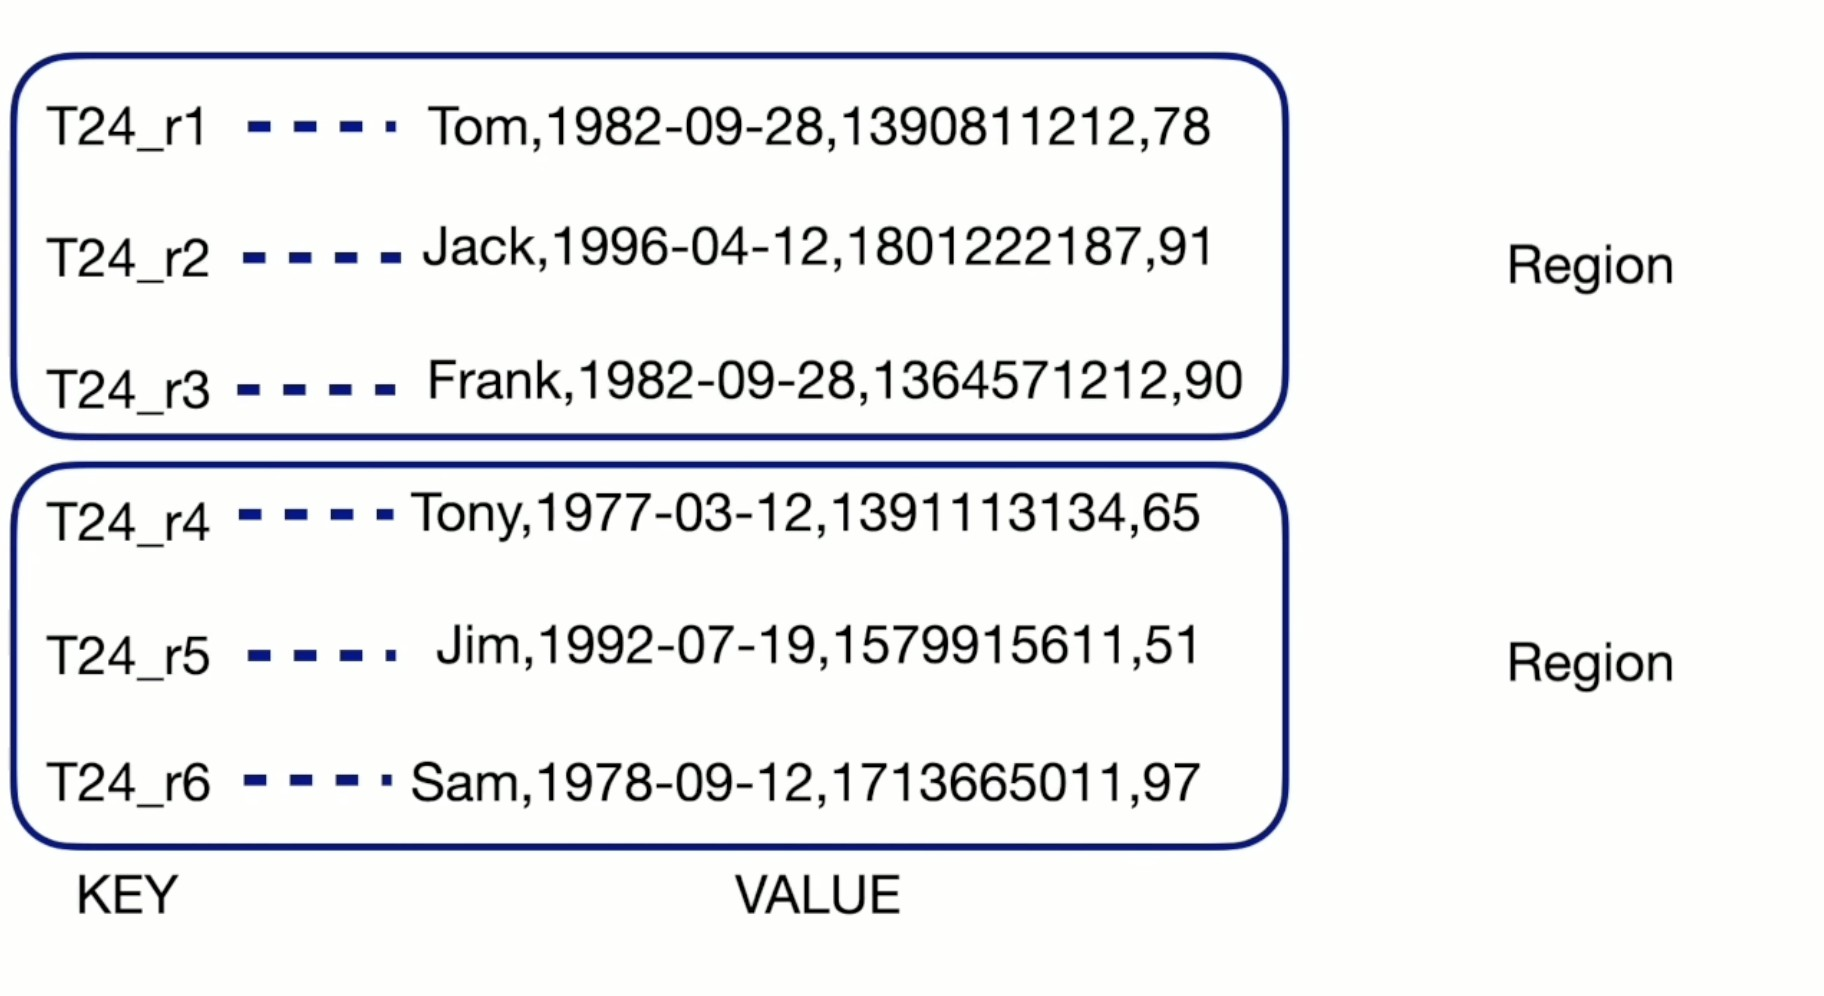 T24_r1 Tom,1982-09-28,1390811212,78
T24_r2 Jack,1996-04-12,1801222187,91
Region
T24_r3 Frank,1982-09-28,1364571212,90
T24_r4 Tony,1977-03-12,1391113134,65
T24_r5 Jim,1992-07-19,1579915611,51
Region
T24_r6 Sam,1978-09-12,1713665011,97
KEY VALUE